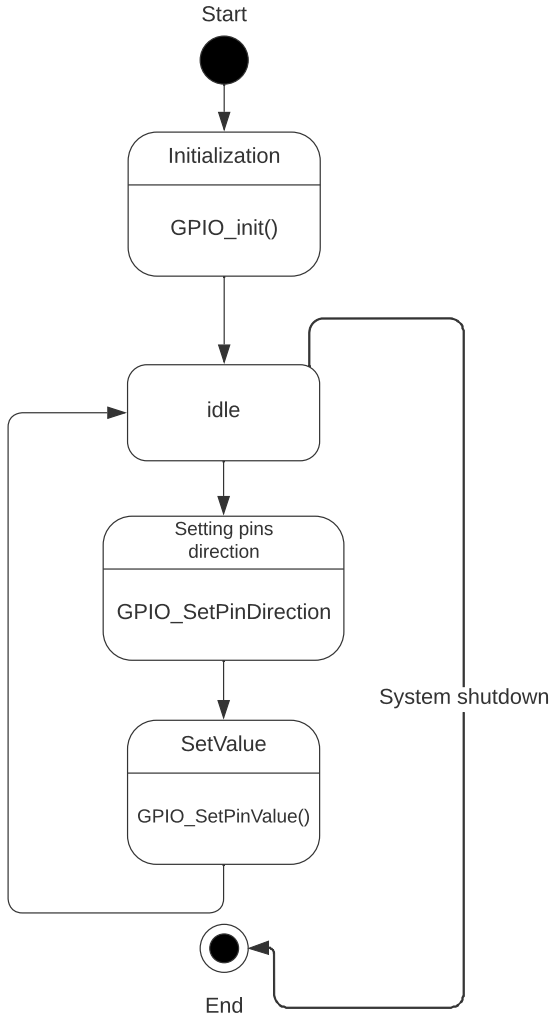 Start
Initialization
GPIO_init()
idle
Setting pins
direction
GPIO_SetPinDirection
System shutdown
SetValue
GPIO_SetPinValue()
End